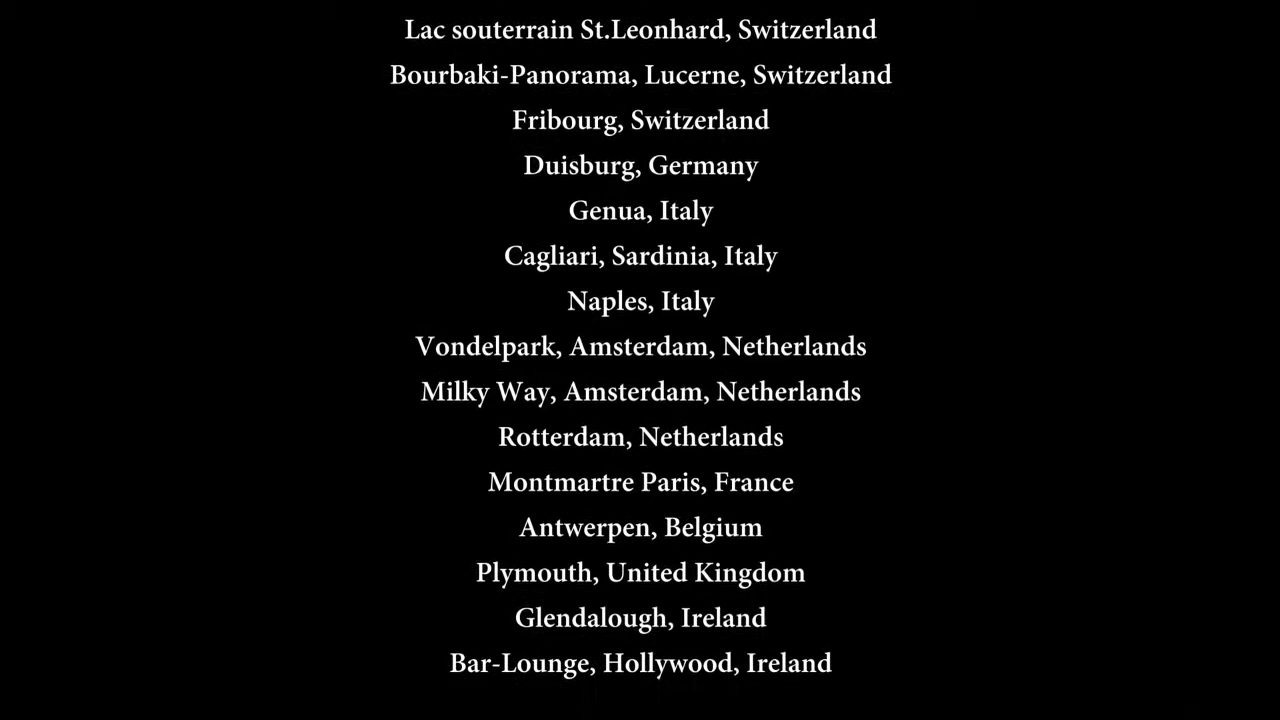 Lac souterrain St.Leonhard, Switzerland
Bourbaki-Panorama, Lucerne, Switzerland
Fribourg, Switzerland
Duisburg, Germany
Genua, Italy
Cagliari, Sardinia, Italy
Naples, Italy
Vondelpark, Amsterdam, Netherlands
Milky Way, Amsterdam, Netherlands
Rotterdam, Netherlands
Montmartre Paris, France
Antwerpen, Belgium
Plymouth, United Kingdom
Glendalough, Ireland
Bar-Lounge, Hollywood, Ireland